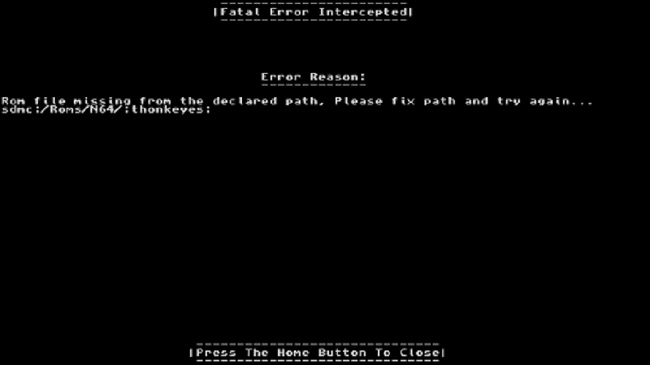 |Fatal Error Intercepted|
Error Reason:
Rom file missing from the declared path, Please fix path and try again...
sdmc:/Roms/N64/:thonkeyes:
|Press The Home Button To Close|